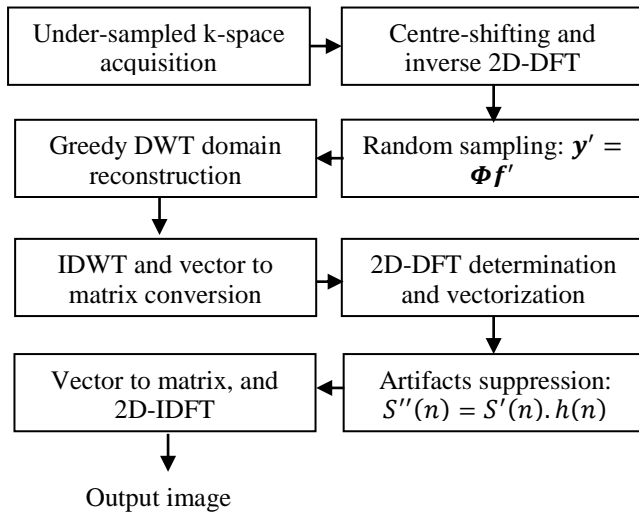 Under-sampled k-space
acquisition
Centre-shifting and
inverse 2D-DFT
Random sampling: y′ =
Φf′
Greedy DWT domain
reconstruction
IDWT and vector to
matrix conversion
2D-DFT determination
and vectorization
Artifacts suppression:
S′′(n) = S′(n). h(n)
Vector to matrix, and
2D-IDFT
Output image